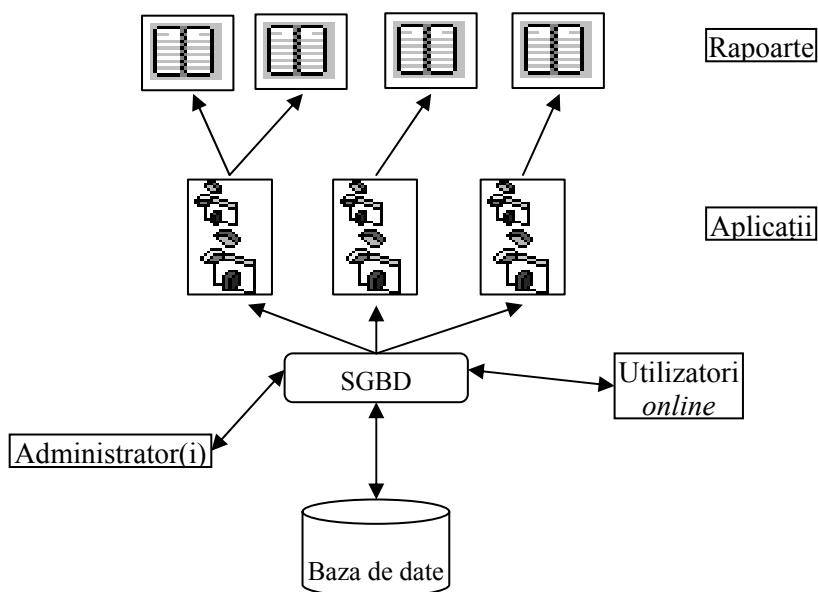 Rapoarte
Aplicații
SGBD
Utilizatori
online
Administrator(i)
Baza de date